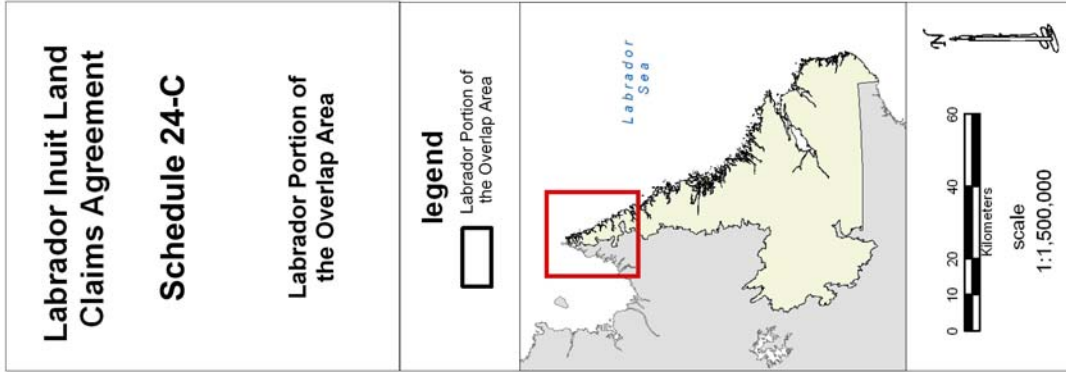 Labrador Inuit Land
Claims Agreement
Schedule 24-C
Labrador Portion of
the Overlap Area
legend
Labrador Portion of
the Overlap Area
Labrador
Sea
N
0 10 20 40 60
Kilometers
scale
1:1,500,000